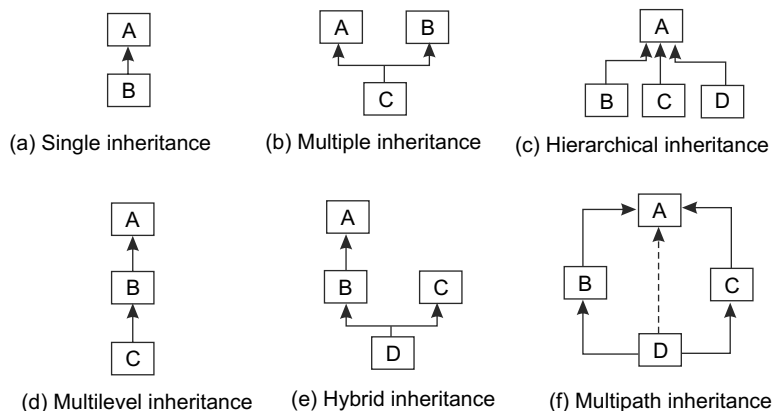 A
B
(a) Single inheritance
A B
C
(b) Multiple inheritance
A
B C D
(c) Hierarchical inheritance
A
B
C
(d) Multilevel inheritance
A
B C
D
(e) Hybrid inheritance
A
B C
D
(f) Multipath inheritance